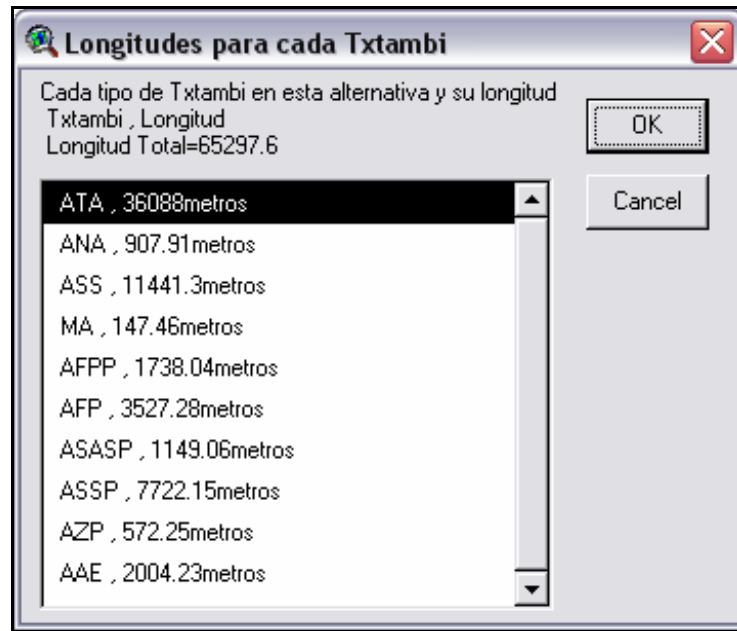 Longitudes para cada Txtambi
Cada tipo de Txtambi en esta alternativa y su longitud
Txtambi , Longitud
Longitud Total=65297.6
OK
Cancel
ATA , 36088metros
ANA , 907.91metros
ASS , 11441.3metros
MA , 147.46metros
AFPP , 1738.04metros
AFP , 3527.28metros
ASASP , 1149.06metros
ASSP , 7722.15metros
AZP , 572.25metros
AAE , 2004.23metros